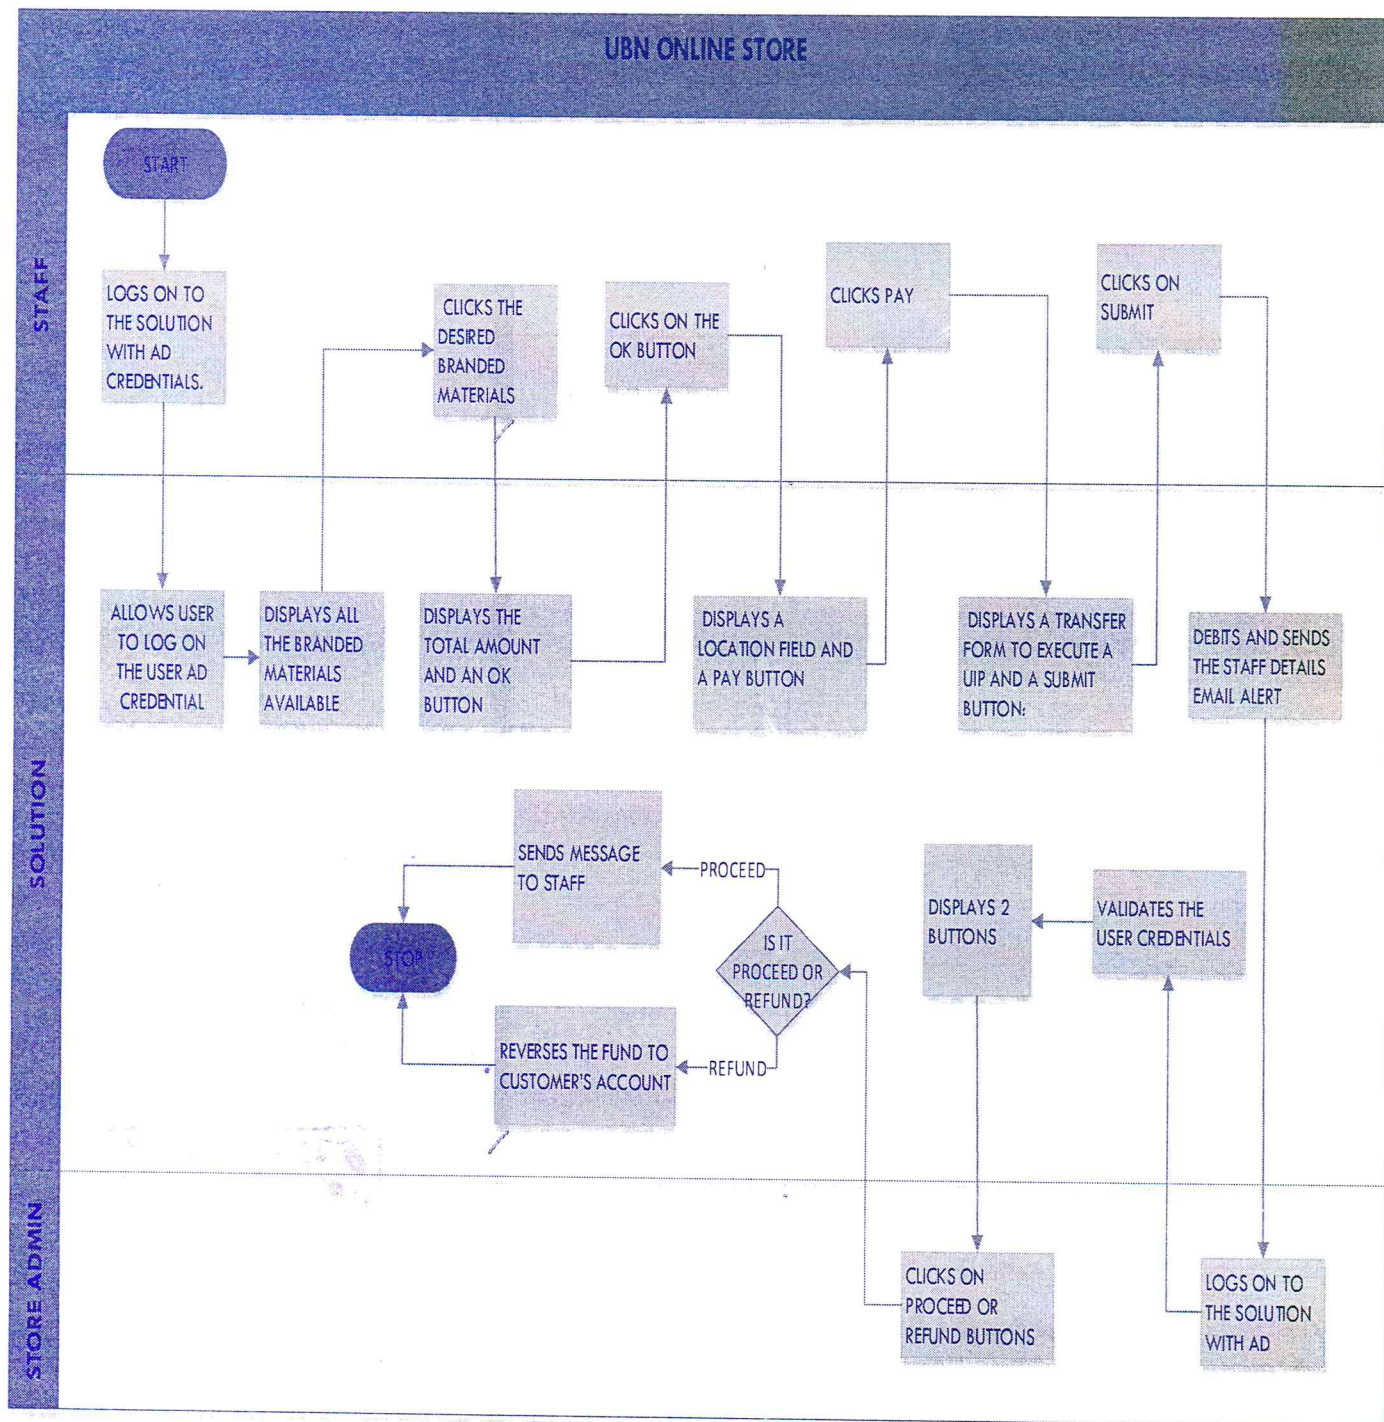 UBN ONLINE STORE
STAFF
START
LOGS ON TO
THE SOLUTION
WITH AD
CREDENTIALS.
CLICKS THE
DESIRED
BRANDED
MATERIALS
CLICKS ON THE
OK BUTTON
CLICKS PAY
CLICKS ON
SUBMIT
SOLUTION
ALLOWS USER
TO LOG ON
THE USER AD
CREDENTIAL
DISPLAYS ALL
THE BRANDED
MATERIALS
AVAILABLE
DISPLAYS THE
TOTAL AMOUNT
AND AN OK
BUTTON
DISPLAYS A
LOCATION FIELD AND
A PAY BUTTON
DISPLAYS A TRANSFER
FORM TO EXECUTE A
UIP AND A SUBMIT
BUTTON:
DEBITS AND SENDS
THE STAFF DETAILS
EMAIL ALERT
SENDS MESSAGE
TO STAFF
PROCEED
STOP
IS IT
PROCEED OR
REFUND?
DISPLAYS 2
BUTTONS
VALIDATES THE
USER CREDENTIALS
REVERSES THE FUND TO
CUSTOMER'S ACCOUNT
REFUND
STORE ADMIN
CLICKS ON
PROCEED OR
REFUND BUTTONS
LOGS ON TO
THE SOLUTION
WITH AD